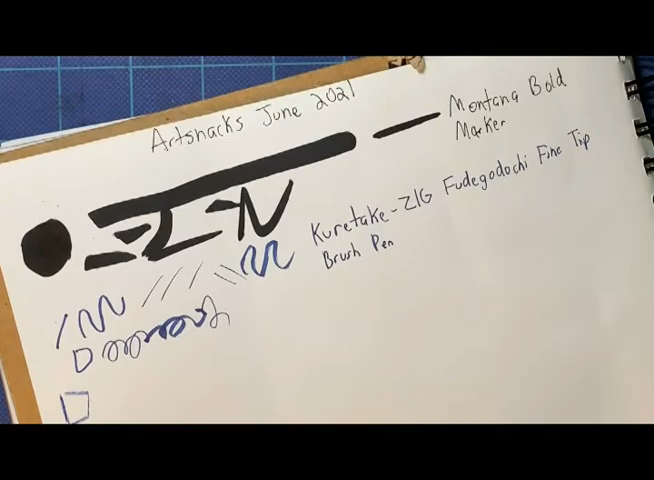 Artsnacks June 2021
Montana Bold
Marker
Kuretake-ZIG Fudegodochi Fine Tip
Brush Pen